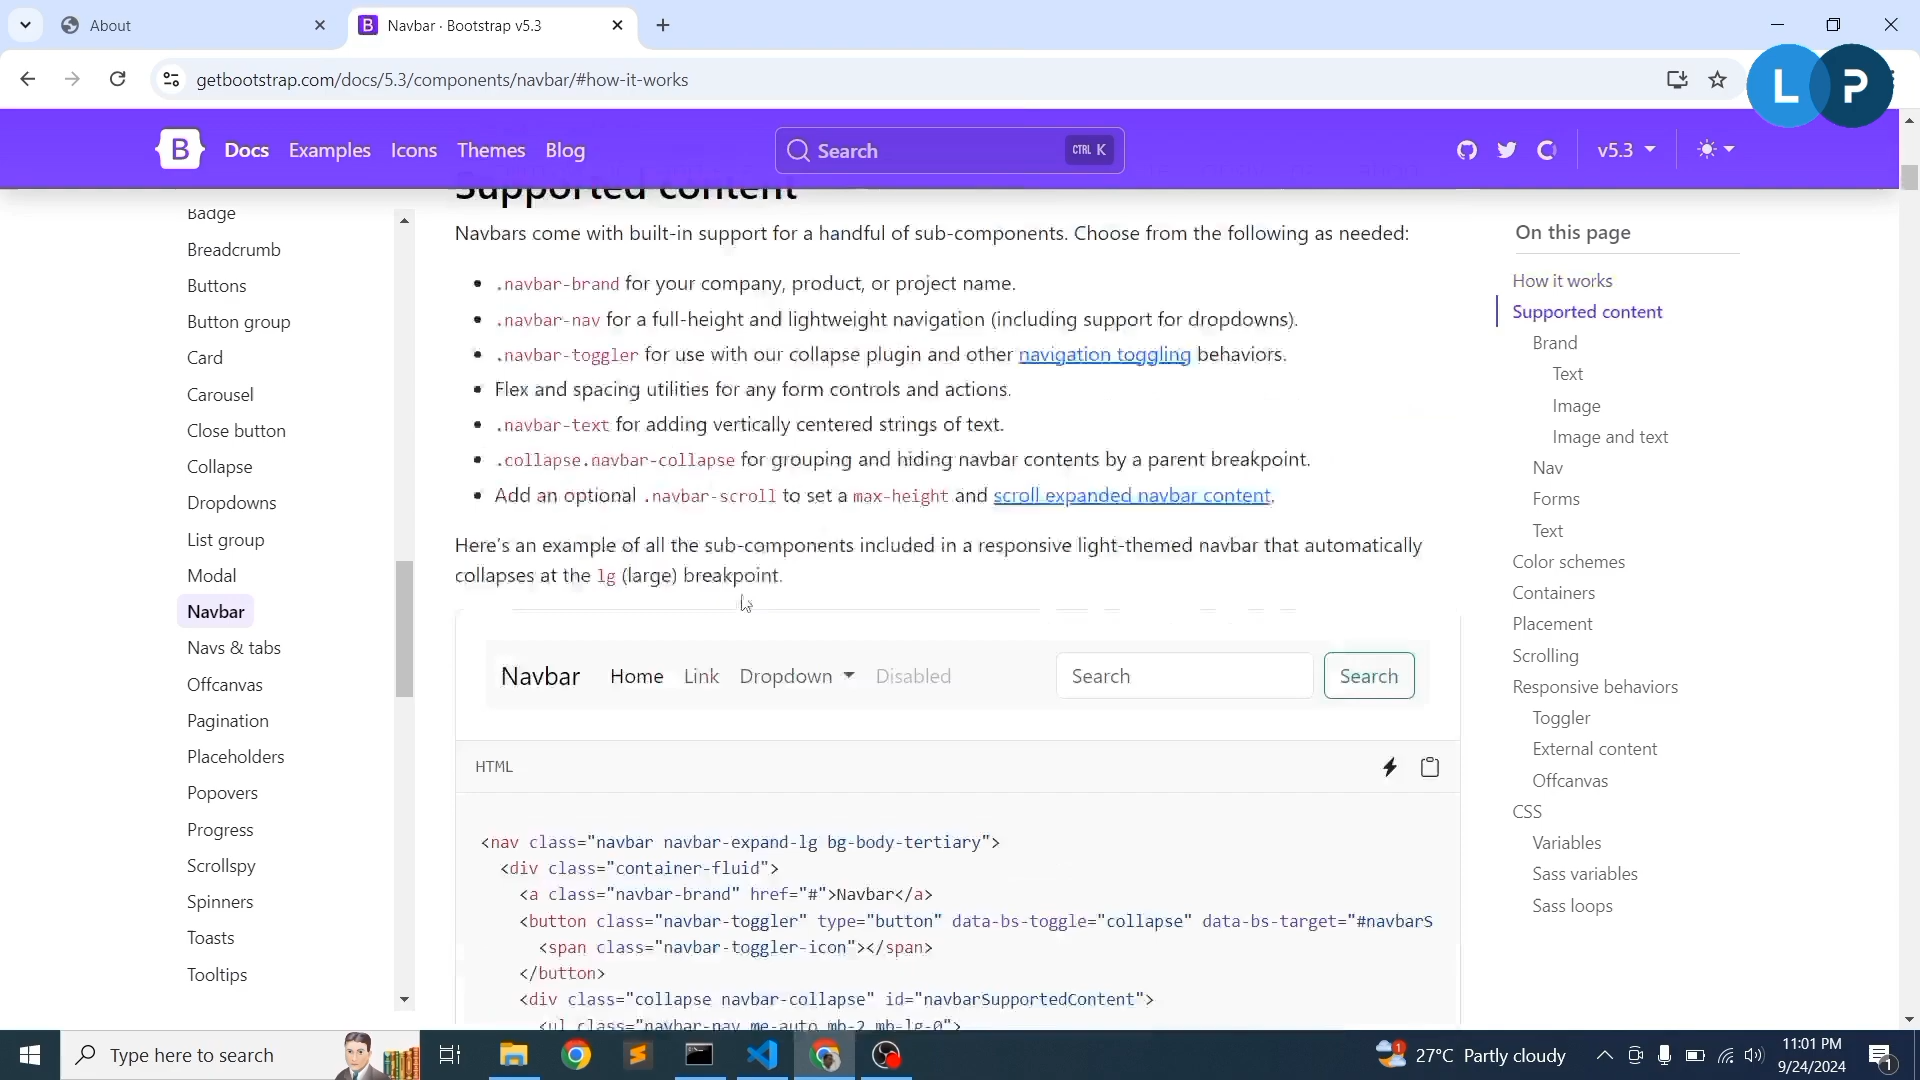 About
Navbar · Bootstrap v5.3
getbootstrap.com/docs/5.3/components/navbar/#how-it-works
L P
B Docs Examples Icons Themes Blog
Search CTRL K
v5.3
Badge
Breadcrumb
Buttons
Button group
Card
Carousel
Close button
Collapse
Dropdowns
List group
Modal
Navbar
Navs & tabs
Offcanvas
Pagination
Placeholders
Popovers
Progress
Scrollspy
Spinners
Toasts
Tooltips
Supported content
Navbars come with built-in support for a handful of sub-components. Choose from the following as needed:
.navbar-brand for your company, product, or project name.
.navbar-nav for a full-height and lightweight navigation (including support for dropdowns).
.navbar-toggler for use with our collapse plugin and other navigation toggling behaviors.
Flex and spacing utilities for any form controls and actions.
.navbar-text for adding vertically centered strings of text.
.collapse.navbar-collapse for grouping and hiding navbar contents by a parent breakpoint.
Add an optional .navbar-scroll to set a max-height and scroll expanded navbar content.
Here's an example of all the sub-components included in a responsive light-themed navbar that automatically
collapses at the lg (large) breakpoint.
Navbar Home Link Dropdown Disabled Search Search
HTML
<nav class="navbar navbar-expand-lg bg-body-tertiary">
<div class="container-fluid">
<a class="navbar-brand" href="#">Navbar</a>
<button class="navbar-toggler" type="button" data-bs-toggle="collapse" data-bs-target="#navbarS
<span class="navbar-toggler-icon"></span>
</button>
<div class="collapse navbar-collapse" id="navbarSupportedContent">
<ul class="navbar-nav me-auto mb-2 mb-lg-0">
On this page
How it works
Supported content
Brand
Text
Image
Image and text
Nav
Forms
Text
Color schemes
Containers
Placement
Scrolling
Responsive behaviors
Toggler
External content
Offcanvas
CSS
Variables
Sass variables
Sass loops
Type here to search
1
27°C Partly cloudy
11:01 PM
9/24/2024
1